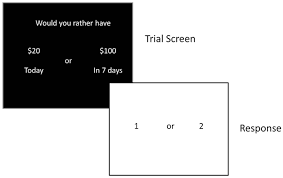 Would you rather have
$20 or $100
Today In 7 days
Trial Screen
1 or 2
Response